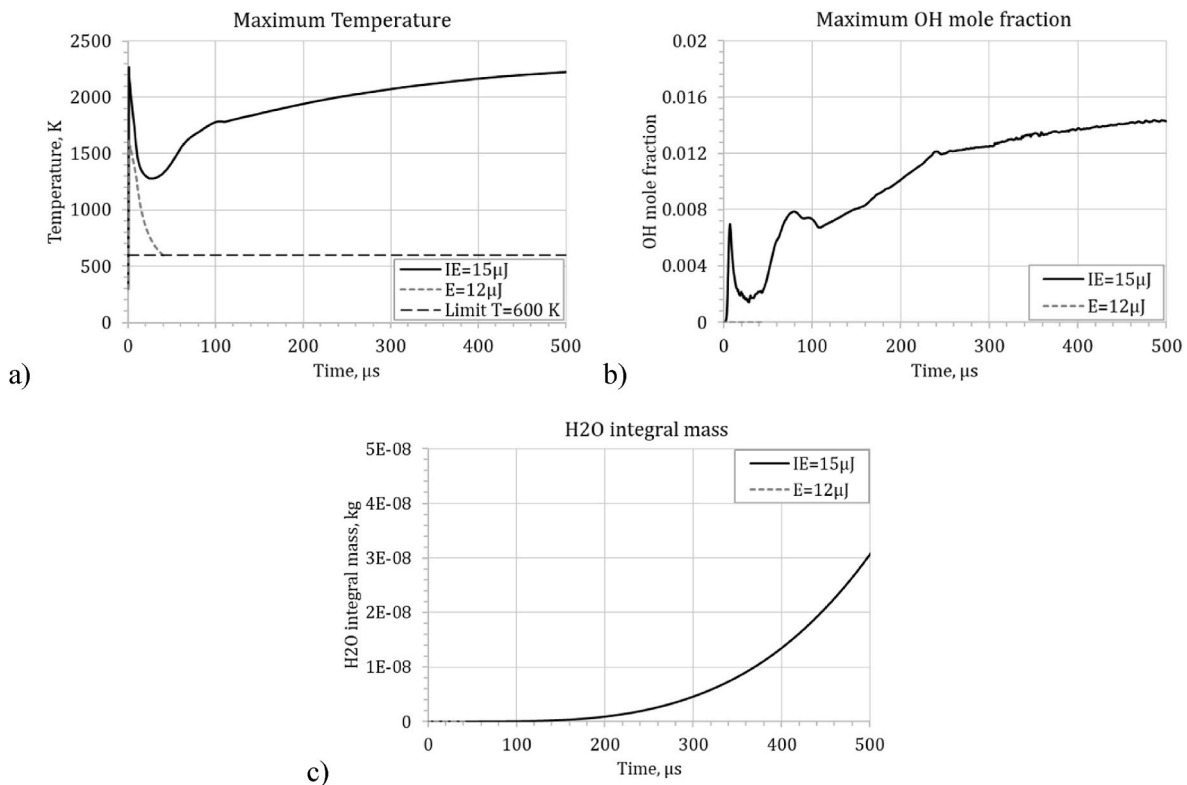 Maximum Temperature
2500
2000
1500
1000
500
0
Temperature, K
IE=15µJ
E=12µJ
Limit T=600 K
0 100 200 300 400 500
Time, µs
a)
Maximum OH mole fraction
0.02
0.016
0.012
0.008
0.004
0
OH mole fraction
IE=15µJ
E=12µJ
0 100 200 300 400 500
Time, µs
b)
H2O integral mass
5E-08
4E-08
3E-08
2E-08
1E-08
0
H2O integral mass, kg
IE=15µJ
E=12µJ
0 100 200 300 400 500
Time, µs
c)